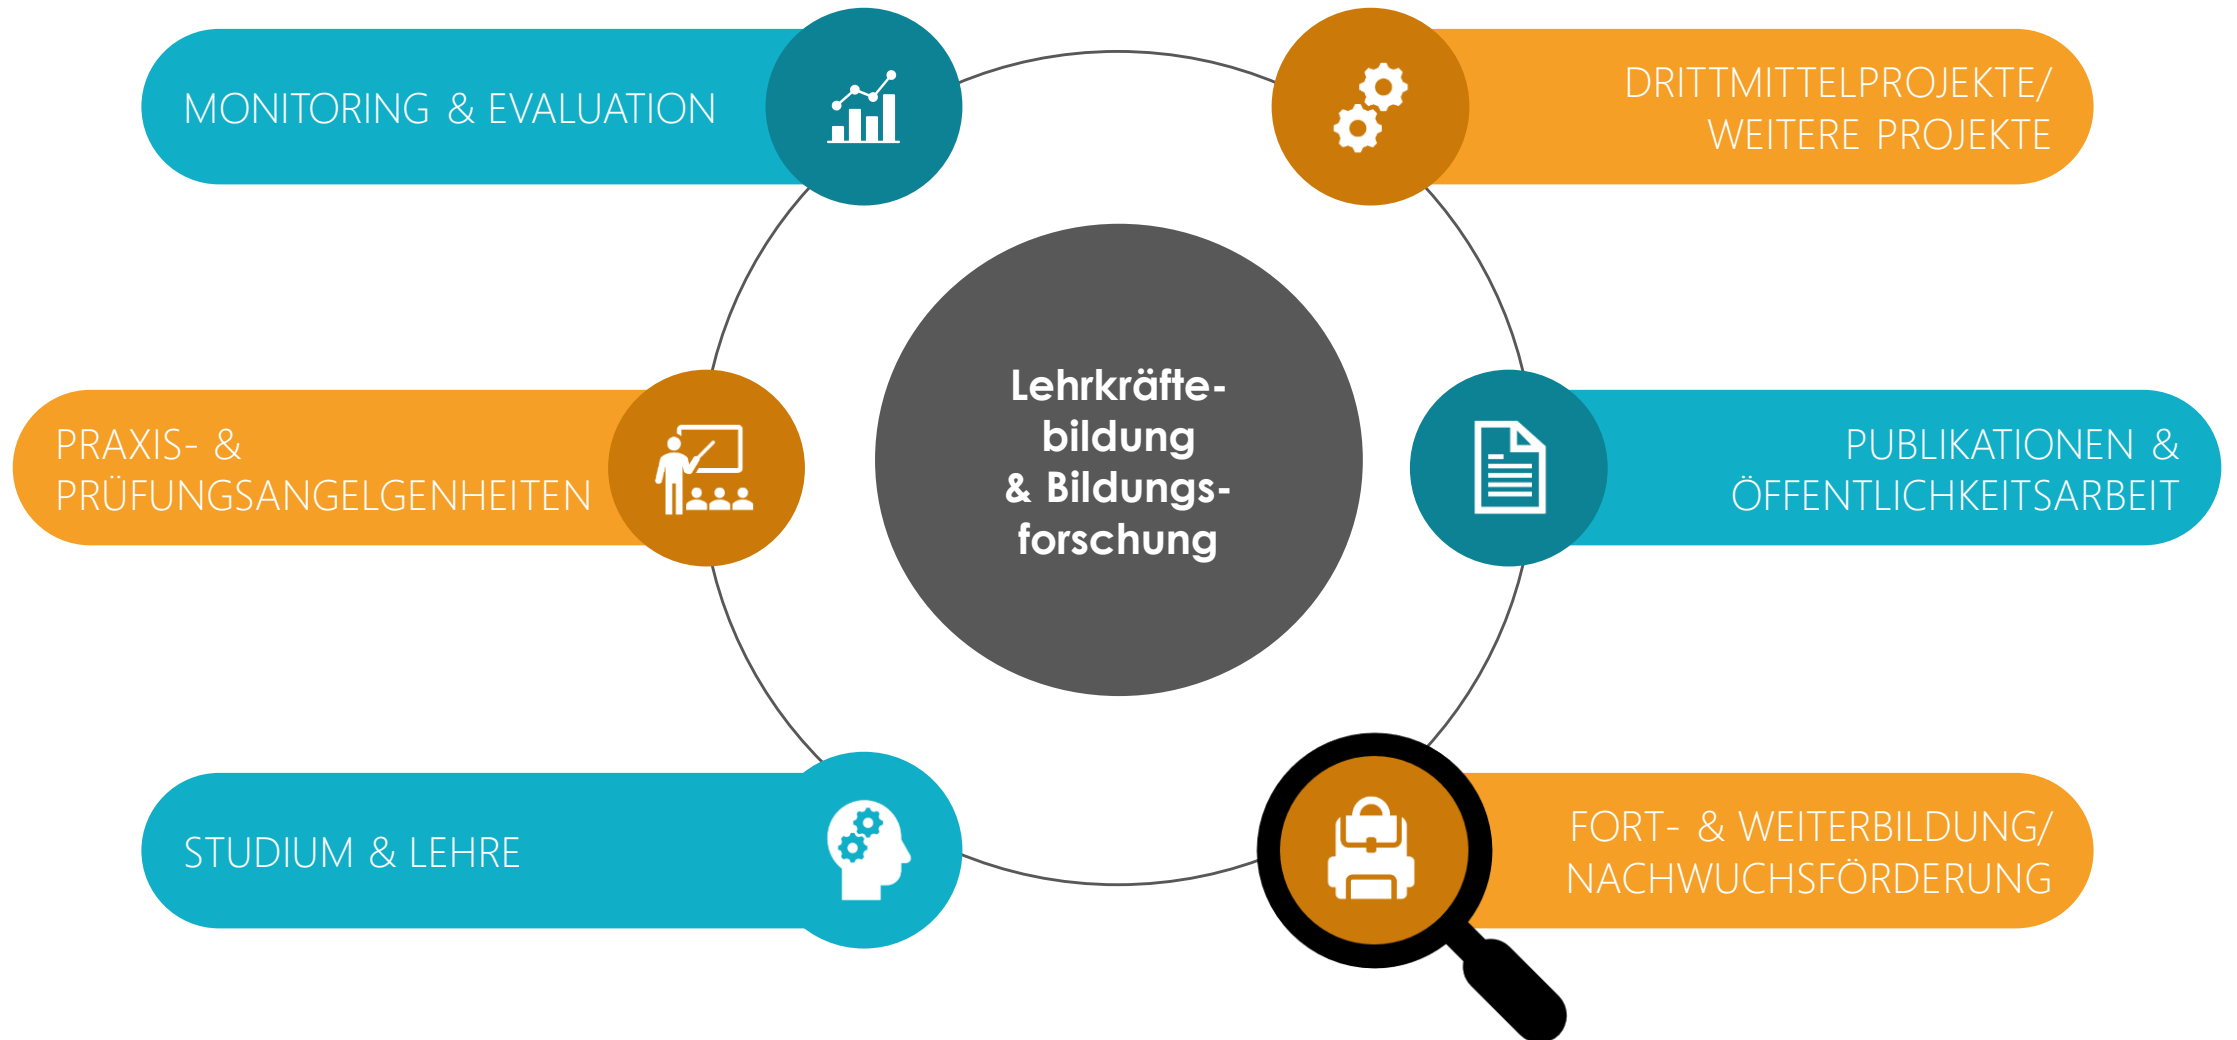 MONITORING & EVALUATION
DRITTMITTELPROJEKTE/
WEITERE PROJEKTE
PRAXIS- &
PRÜFUNGSANGELGENHEITEN
Lehrkräfte-
bildung
& Bildungs-
forschung
PUBLIKATIONEN &
ÖFFENTLICHKEITSARBEIT
STUDIUM & LEHRE
FORT- & WEITERBILDUNG/
NACHWUCHSFÖRDERUNG